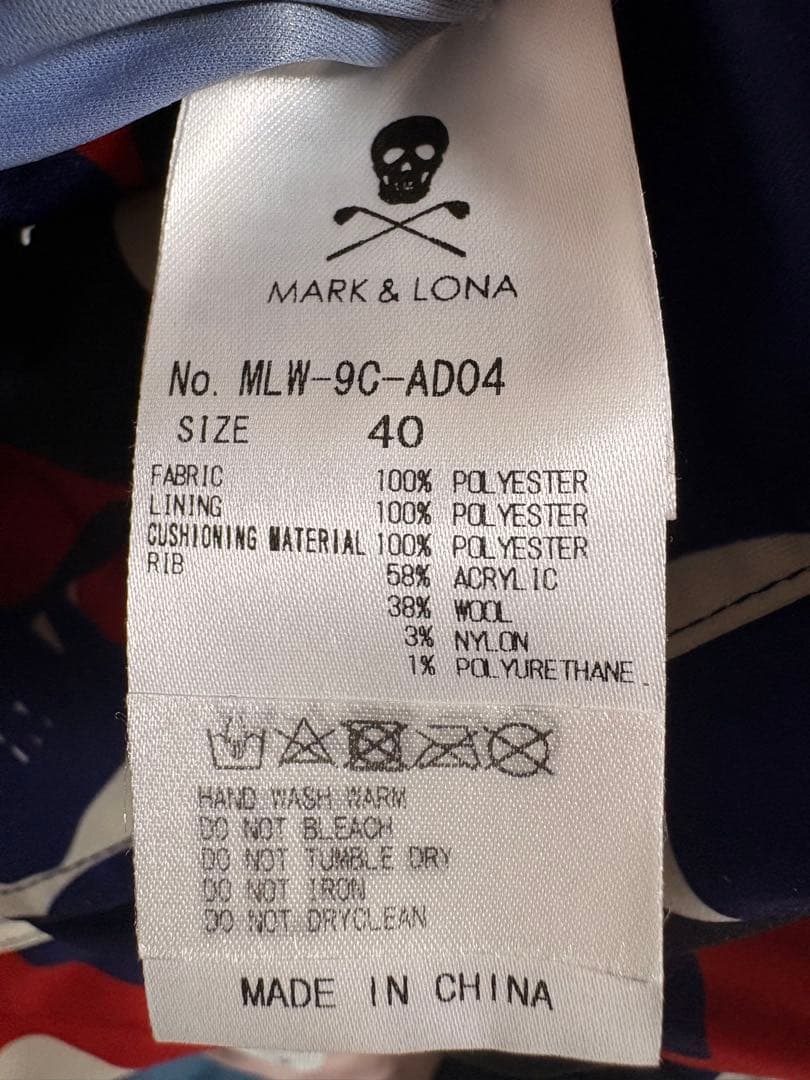 MARK & LONA
No. MLW-9C-AD04
SIZE 40
FABRIC 100% POLYESTER
LINING 100% POLYESTER
CUSHIONING MATERIAL 100% POLYESTER
RIB 58% ACRYLIC
38% WOOL
3% NYLON
1% POLYURETHANE
HAND WASH WARM
DO NOT BLEACH
DO NOT TUMBLE DRY
DO NOT IRON
DO NOT DRYCLEAN
MADE IN CHINA